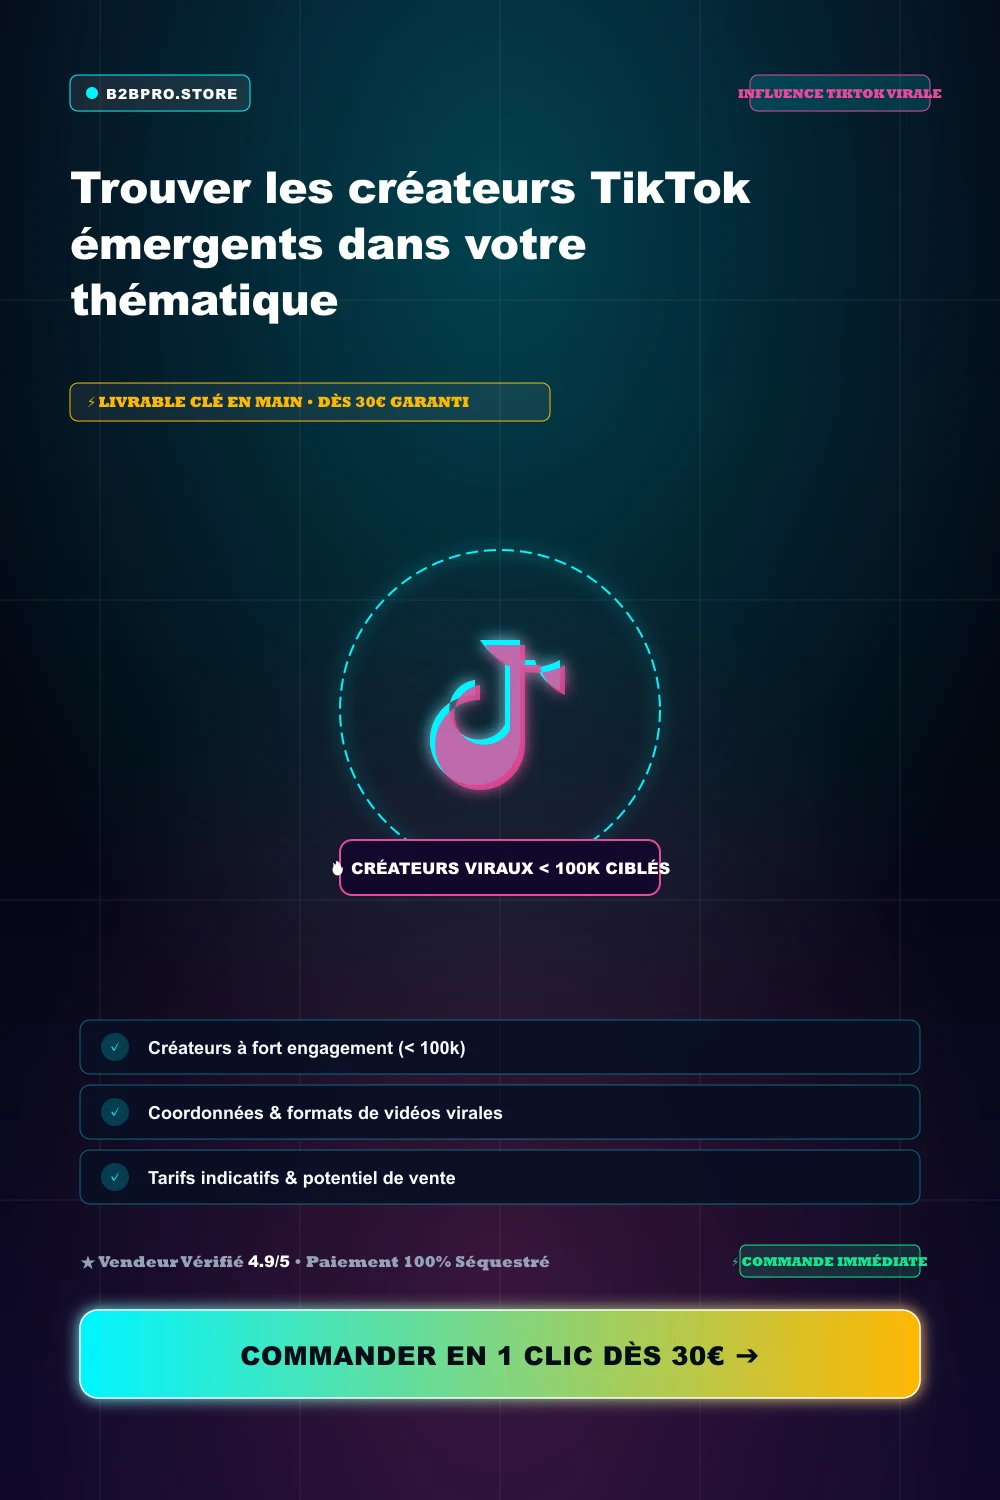 B2BPRO.STORE
INFLUENCE TIKTOK VIRALE
Trouver les créateurs TikTok
émergents dans votre
thématique
⚡ LIVRABLE CLÉ EN MAIN • DÈS 30€ GARANTI
🔥 CRÉATEURS VIRAUX < 100K CIBLÉS
✓ Créateurs à fort engagement (< 100k)
✓ Coordonnées & formats de vidéos virales
✓ Tarifs indicatifs & potentiel de vente
★ Vendeur Vérifié 4.9/5 • Paiement 100% Séquestré
⚡ COMMANDE IMMÉDIATE
COMMANDER EN 1 CLIC DÈS 30€ ➔